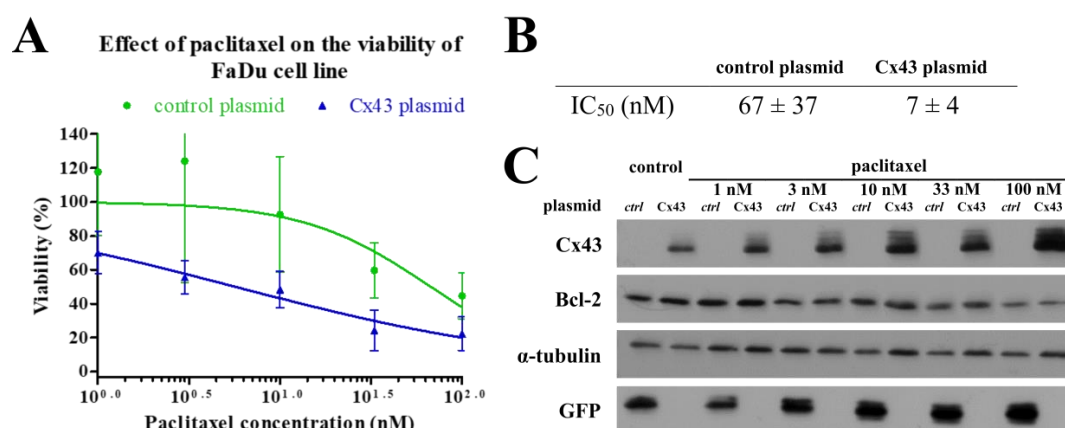 A
Effect of paclitaxel on the viability of
FaDu cell line
control plasmid
Cx43 plasmid
140
120
100
80
60
40
20
0
Viability (%)
10^0.0 10^0.5 10^1.0 10^1.5 10^2.0
Paclitaxel concentration (nM)
B
control plasmid Cx43 plasmid
IC₅₀ (nM) 67 ± 37 7 ± 4
C
control paclitaxel
1 nM 3 nM 10 nM 33 nM 100 nM
plasmid ctrl Cx43 ctrl Cx43 ctrl Cx43 ctrl Cx43 ctrl Cx43 ctrl Cx43
Cx43
Bcl-2
α-tubulin
GFP